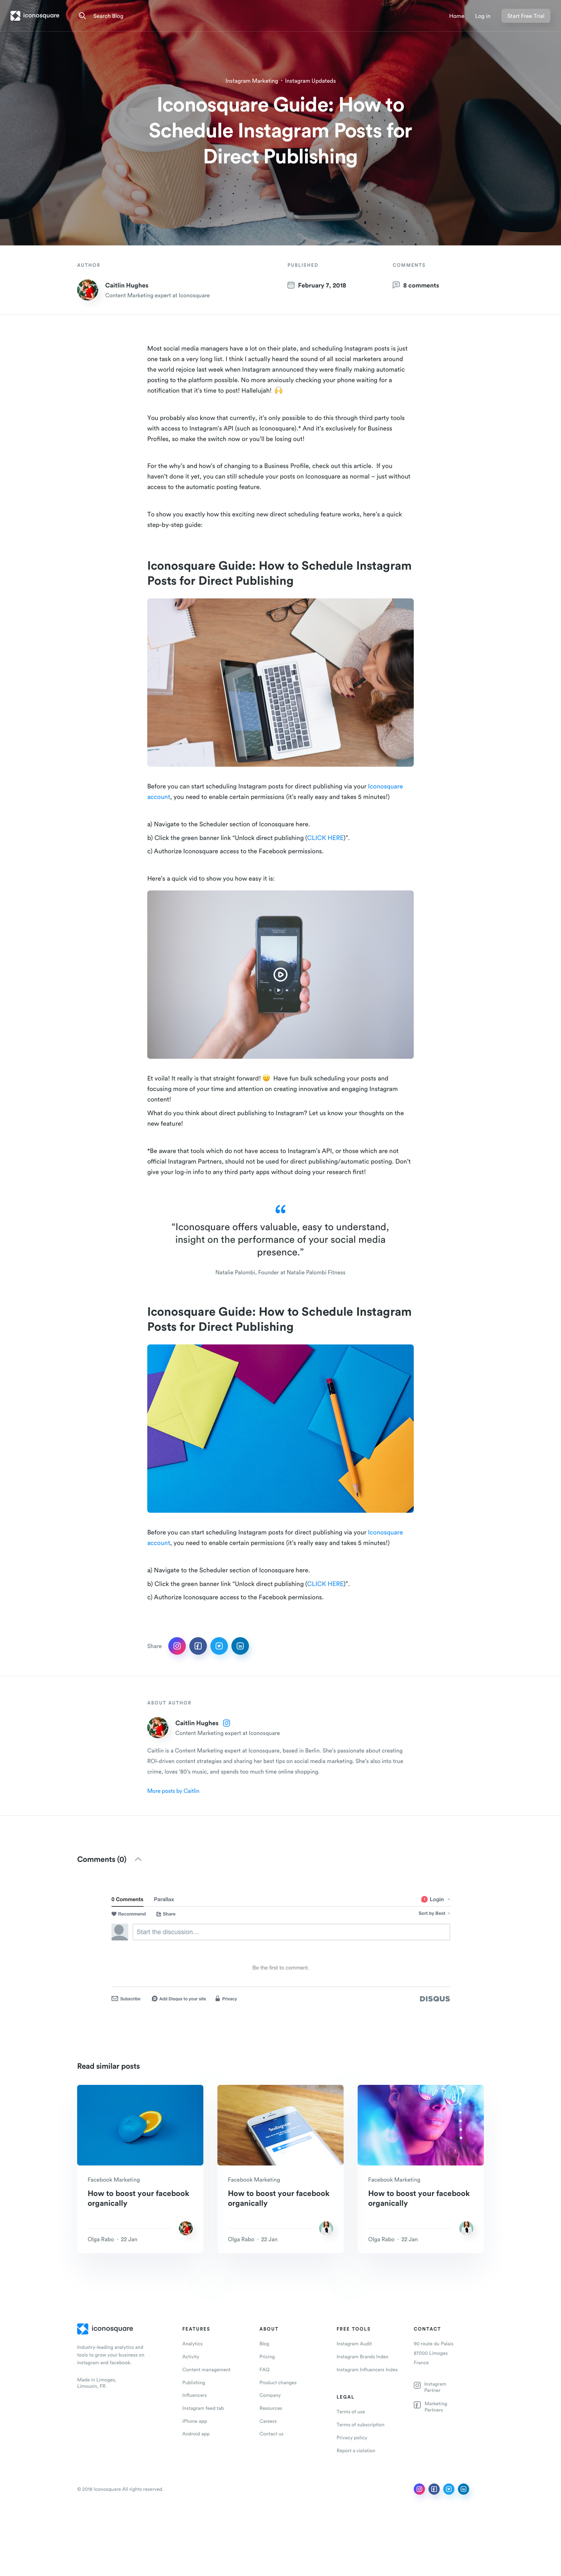 iconosquare
Search Blog
Home
Log in
Start Free Trial
Instagram Marketing · Instagram Updateds
Iconosquare Guide: How to
Schedule Instagram Posts for
Direct Publishing
AUTHOR
PUBLISHED
COMMENTS
Caitlin Hughes
Content Marketing expert at Iconosquare
February 7, 2018
8 comments
Most social media managers have a lot on their plate, and scheduling Instagram posts is just
one task on a very long list. I think I actually heard the sound of all social marketers around
the world rejoice last week when Instagram announced they were finally making automatic
posting to the platform possible. No more anxiously checking your phone waiting for a
notification that it's time to post! Hallelujah! 🙌
You probably also know that currently, it's only possible to do this through third party tools
with access to Instagram's API (such as Iconosquare).* And it's exclusively for Business
Profiles, so make the switch now or you'll be losing out!
For the why's and how's of changing to a Business Profile, check out this article. If you
haven't done it yet, you can still schedule your posts on Iconosquare as normal – just without
access to the automatic posting feature.
To show you exactly how this exciting new direct scheduling feature works, here's a quick
step-by-step guide:
Iconosquare Guide: How to Schedule Instagram
Posts for Direct Publishing
Before you can start scheduling Instagram posts for direct publishing via your Iconosquare
account, you need to enable certain permissions (it's really easy and takes 5 minutes!)
a) Navigate to the Scheduler section of Iconosquare here.
b) Click the green banner link "Unlock direct publishing (CLICK HERE)".
c) Authorize Iconosquare access to the Facebook permissions.
Here's a quick vid to show you how easy it is:
Et voila! It really is that straight forward! 😊 Have fun bulk scheduling your posts and
focusing more of your time and attention on creating innovative and engaging Instagram
content!
What do you think about direct publishing to Instagram? Let us know your thoughts on the
new feature!
*Be aware that tools which do not have access to Instagram's API, or those which are not
official Instagram Partners, should not be used for direct publishing/automatic posting. Don't
give your log-in info to any third party apps without doing your research first!
"Iconosquare offers valuable, easy to understand,
insight on the performance of your social media
presence."
Natalie Palombi, Founder at Natalie Palombi Fitness
Iconosquare Guide: How to Schedule Instagram
Posts for Direct Publishing
Before you can start scheduling Instagram posts for direct publishing via your Iconosquare
account, you need to enable certain permissions (it's really easy and takes 5 minutes!)
a) Navigate to the Scheduler section of Iconosquare here.
b) Click the green banner link "Unlock direct publishing (CLICK HERE)".
c) Authorize Iconosquare access to the Facebook permissions.
Share
ABOUT AUTHOR
Caitlin Hughes
Content Marketing expert at Iconosquare
Caitlin is a Content Marketing expert at Iconosquare, based in Berlin. She's passionate about creating
ROI-driven content strategies and sharing her best tips on social media marketing. She's also into true
crime, loves '80's music, and spends too much time online shopping.
More posts by Caitlin
Comments (0)
0 Comments
Parallax
Login
Recommend
Share
Sort by Best
Start the discussion...
Be the first to comment.
Subscribe
Add Disqus to your site
Privacy
DISQUS
Read similar posts
Instagram
Facebook Marketing
How to boost your facebook
organically
Olga Rabo · 22 Jan
Facebook Marketing
How to boost your facebook
organically
Olga Rabo · 22 Jan
Facebook Marketing
How to boost your facebook
organically
Olga Rabo · 22 Jan
iconosquare
Industry-leading analytics and
tools to grow your business on
Instagram and facebook.
Made in Limoges,
Limousin, FR.
FEATURES
Analytics
Activity
Content management
Publishing
Influencers
Instagram feed tab
iPhone app
Android app
ABOUT
Blog
Pricing
FAQ
Product changes
Company
Resources
Careers
Contact us
FREE TOOLS
Instagram Audit
Instagram Brands Index
Instagram Influencers Index
LEGAL
Terms of use
Terms of subscription
Privacy policy
Report a violation
CONTACT
90 route du Palais
87000 Limoges
France
Instagram
Partner
Marketing
Partners
© 2018 Iconosquare All rights reserved.